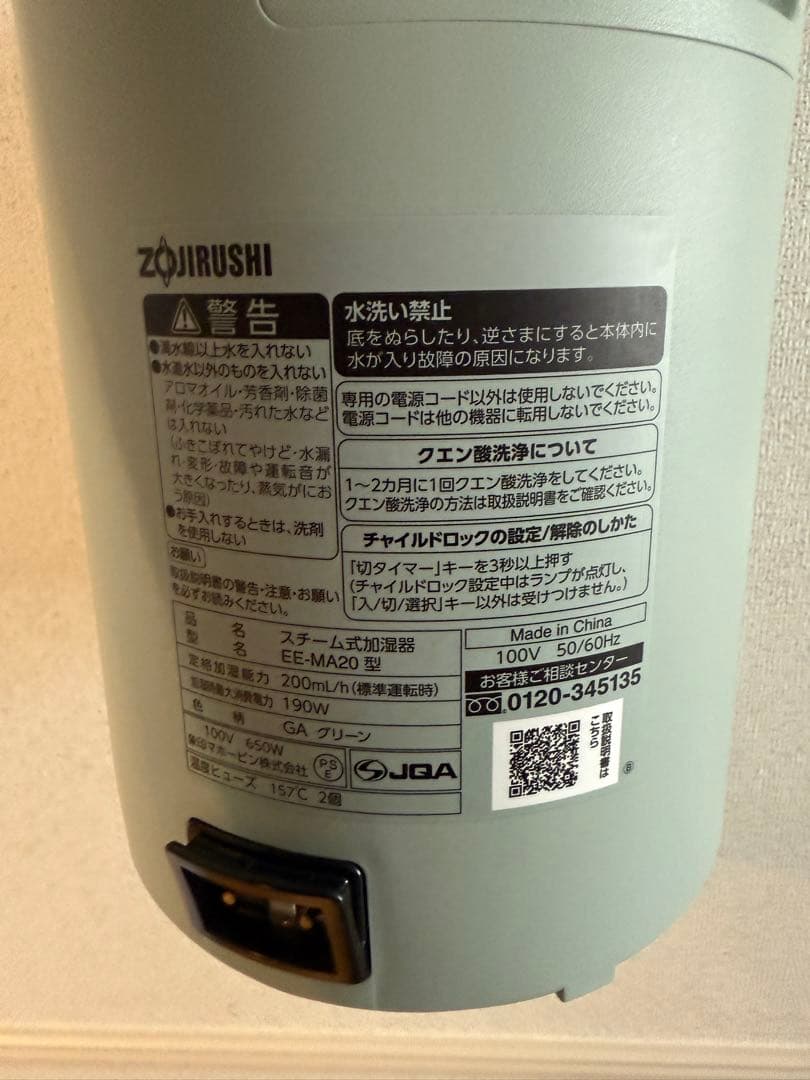 ZOJIRUSHI
警告
●満水線以上水を入れない
●水道水以外のものを入れない
アロマオイル・芳香剤・除菌
剤・化学薬品・汚れた水など
は入れない
(ふきこぼれてやけど・水漏
れ・変形・故障や運転音が
大きくなったり、蒸気がにお
う原因)
●お手入れするときは、洗剤
を使用しない
お願い
取扱説明書の警告・注意・お願い
を必ずお読みください。
水洗い禁止
底をぬらしたり、逆さまにすると本体内に
水が入り故障の原因になります。
専用の電源コード以外は使用しないでください。
電源コードは他の機器に転用しないでください。
クエン酸洗浄について
1～2カ月に1回クエン酸洗浄をしてください。
クエン酸洗浄の方法は取扱説明書をご確認ください。
チャイルドロックの設定/解除のしかた
「切タイマー」キーを3秒以上押す
(チャイルドロック設定中はランプが点灯し、
「入/切/選択」キー以外は受けつけません。)
品名 スチーム式加湿器
型名 EE-MA20 型
定格加湿能力 200mL/h(標準運転時)
加湿時最大消費電力 190W
色柄 GA グリーン
100V 650W
象印マホービン株式会社
PSE
JQA
温度ヒューズ 157℃ 2個
Made in China
100V 50/60Hz
お客様ご相談センター
0120-345135
取扱説明書は
こちら
Ⓑ